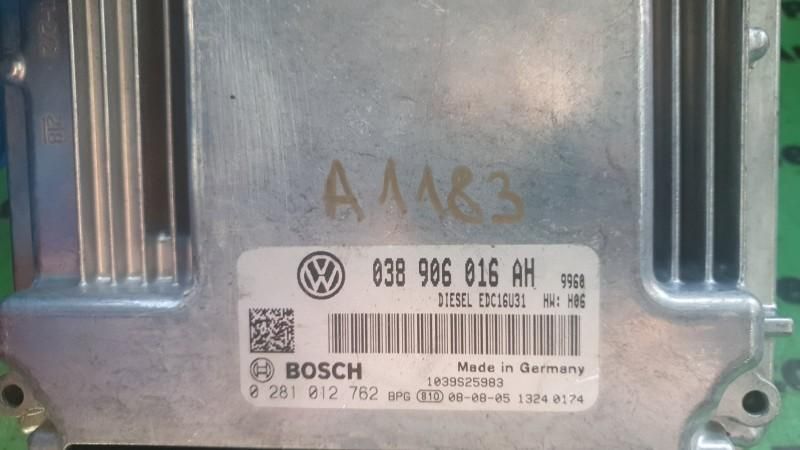 A1183
VW 038 906 016 AH 9960
DIESEL EDC16U31 HW: H06
BOSCH Made in Germany
1039S25983
0 281 012 762 BPG 810 08-08-05 1324 0174